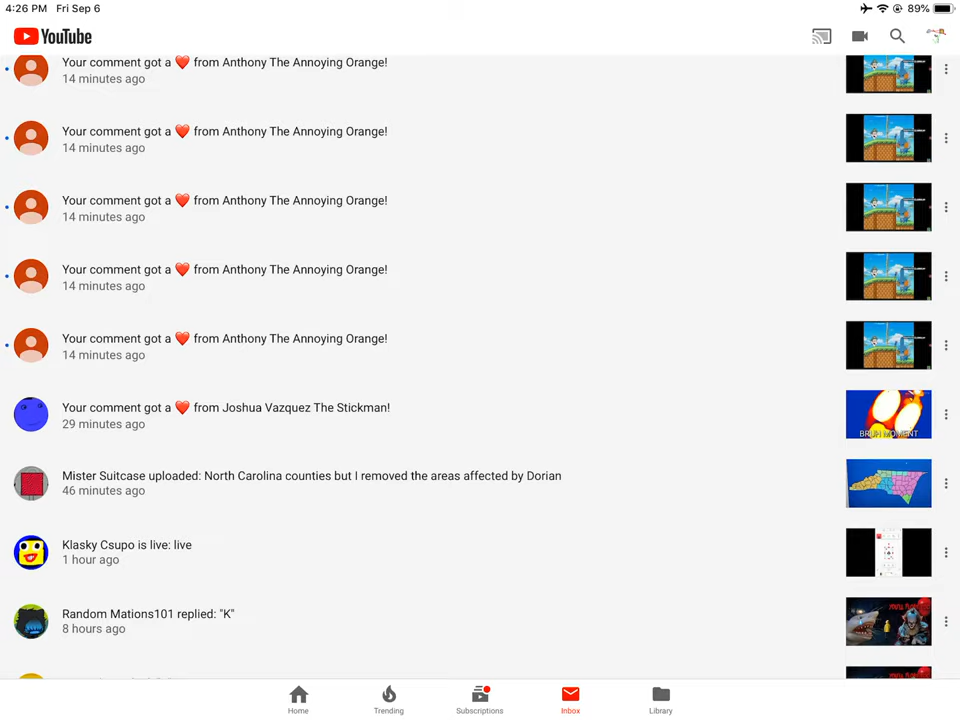 4:26 PM Fri Sep 6
89%
YouTube
Your comment got a ❤️ from Anthony The Annoying Orange!
14 minutes ago
Your comment got a ❤️ from Anthony The Annoying Orange!
14 minutes ago
Your comment got a ❤️ from Anthony The Annoying Orange!
14 minutes ago
Your comment got a ❤️ from Anthony The Annoying Orange!
14 minutes ago
Your comment got a ❤️ from Anthony The Annoying Orange!
14 minutes ago
Your comment got a ❤️ from Joshua Vazquez The Stickman!
29 minutes ago
BRUH MOMENT
Mister Suitcase uploaded: North Carolina counties but I removed the areas affected by Dorian
46 minutes ago
Klasky Csupo is live: live
1 hour ago
Random Mations101 replied: "K"
8 hours ago
Home
Trending
Subscriptions
Inbox
Library